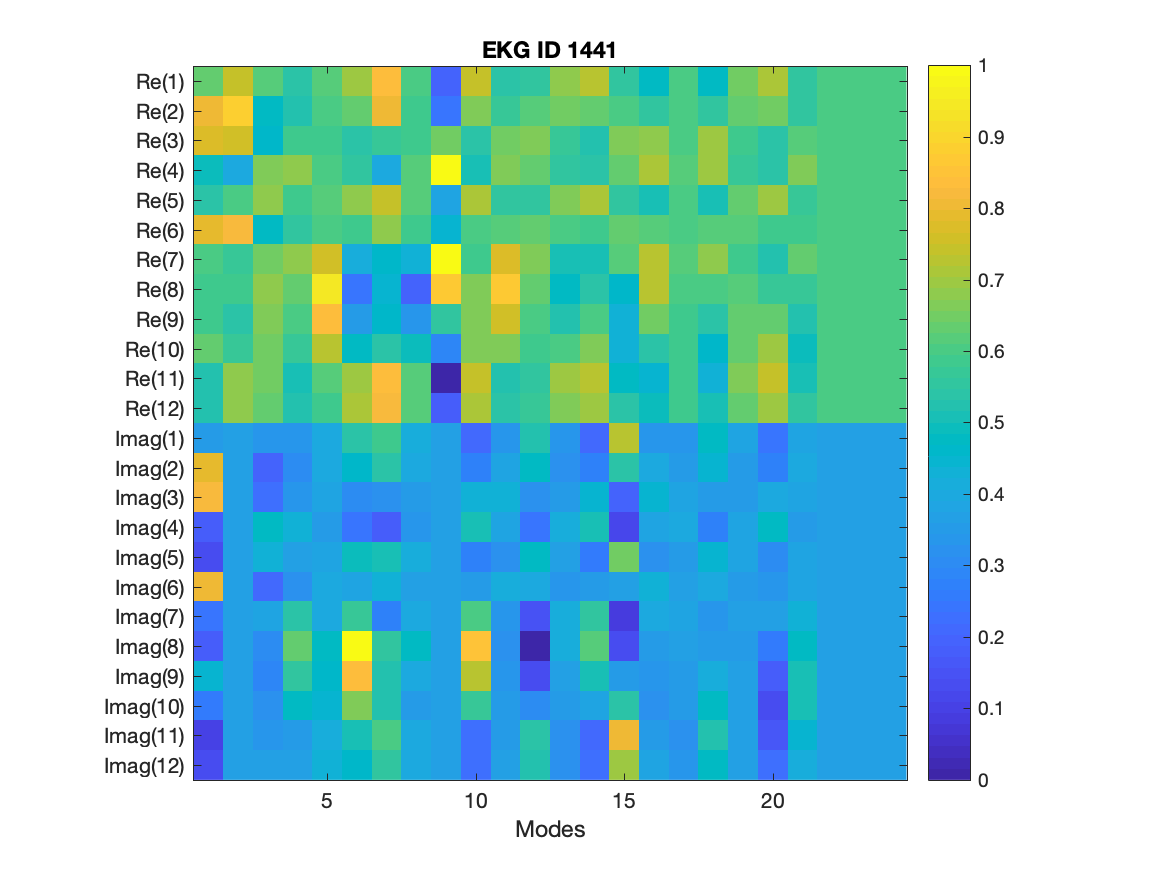 EKG ID 1441
Re(1)
Re(2)
Re(3)
Re(4)
Re(5)
Re(6)
Re(7)
Re(8)
Re(9)
Re(10)
Re(11)
Re(12)
Imag(1)
Imag(2)
Imag(3)
Imag(4)
Imag(5)
Imag(6)
Imag(7)
Imag(8)
Imag(9)
Imag(10)
Imag(11)
Imag(12)
5 10 15 20
Modes
1
0.9
0.8
0.7
0.6
0.5
0.4
0.3
0.2
0.1
0